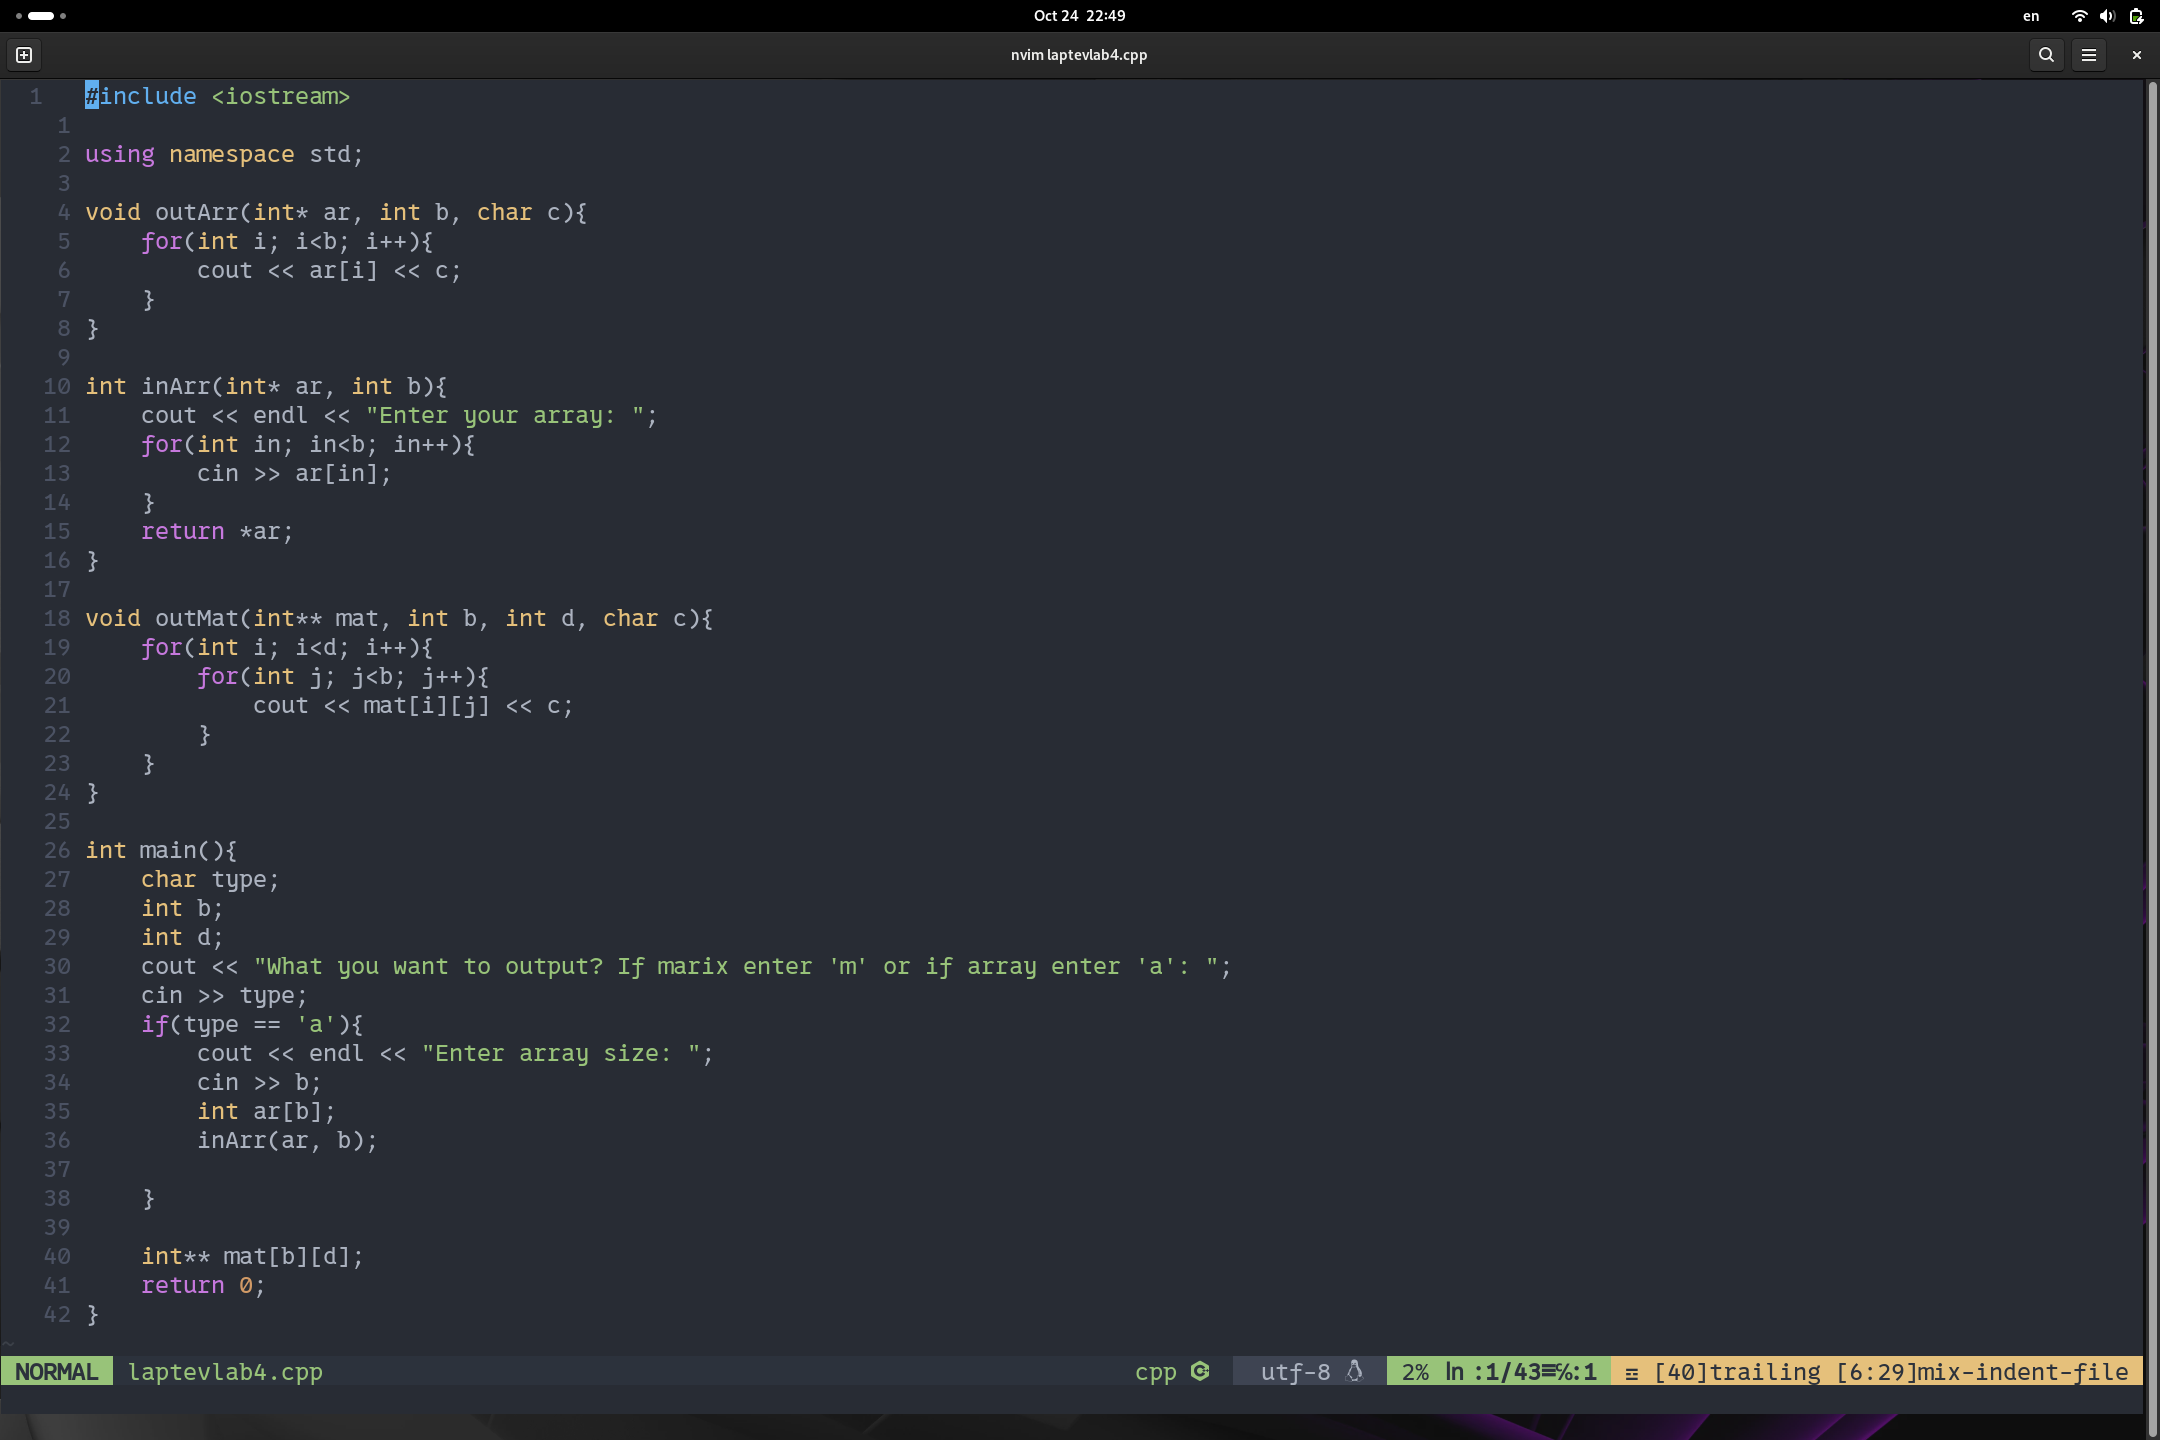 Oct 24 22:49
en
nvim laptevlab4.cpp
1 #include <iostream>
1
2 using namespace std;
3
4 void outArr(int* ar, int b, char c){
5     for(int i; i<b; i++){
6         cout << ar[i] << c;
7     }
8 }
9
10 int inArr(int* ar, int b){
11     cout << endl << "Enter your array: ";
12     for(int in; in<b; in++){
13         cin >> ar[in];
14     }
15     return *ar;
16 }
17
18 void outMat(int** mat, int b, int d, char c){
19     for(int i; i<d; i++){
20         for(int j; j<b; j++){
21             cout << mat[i][j] << c;
22         }
23     }
24 }
25
26 int main(){
27     char type;
28     int b;
29     int d;
30     cout << "What you want to output? If marix enter 'm' or if array enter 'a': ";
31     cin >> type;
32     if(type == 'a'){
33         cout << endl << "Enter array size: ";
34         cin >> b;
35         int ar[b];
36         inArr(ar, b);
37
38     }
39
40     int** mat[b][d];
41     return 0;
42 }
~
NORMAL laptevlab4.cpp cpp utf-8 2% ln :1/43≡℅:1 ☲ [40]trailing [6:29]mix-indent-file